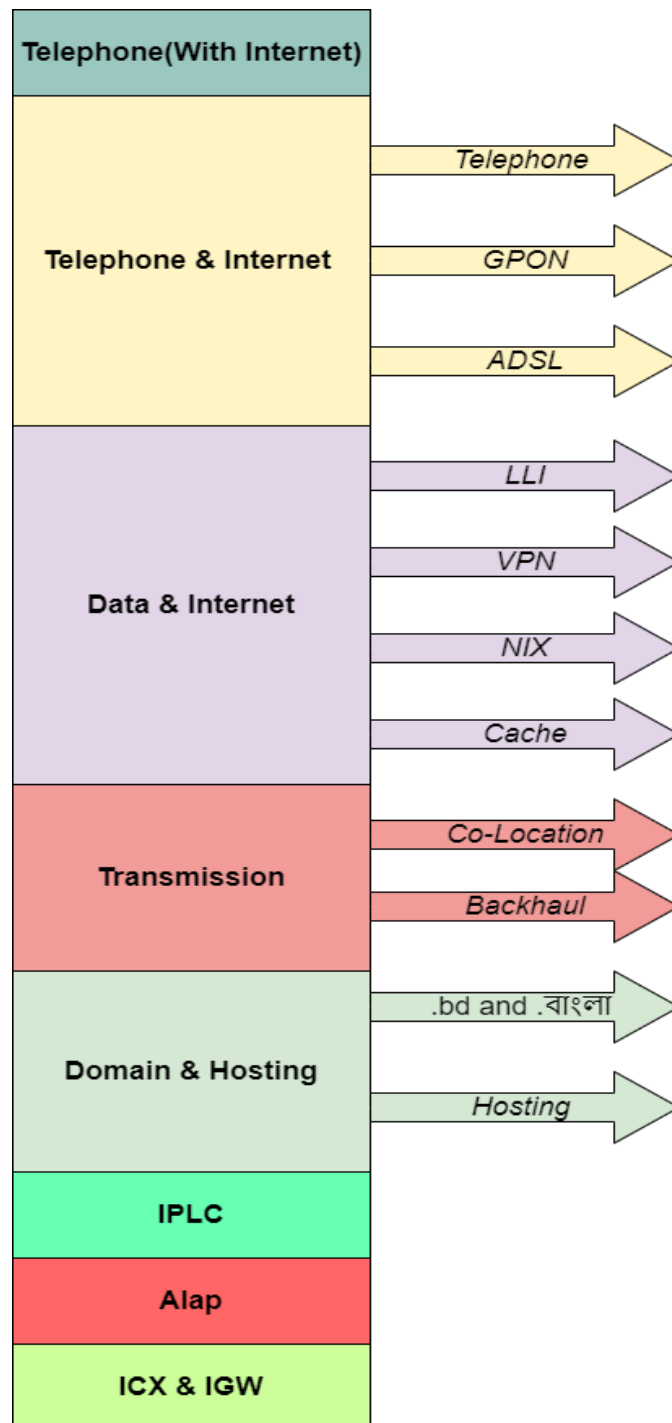 Telephone(With Internet)
Telephone & Internet
Telephone
GPON
ADSL
Data & Internet
LLI
VPN
NIX
Cache
Transmission
Co-Location
Backhaul
Domain & Hosting
.bd and .বাংলা
Hosting
IPLC
Alap
ICX & IGW